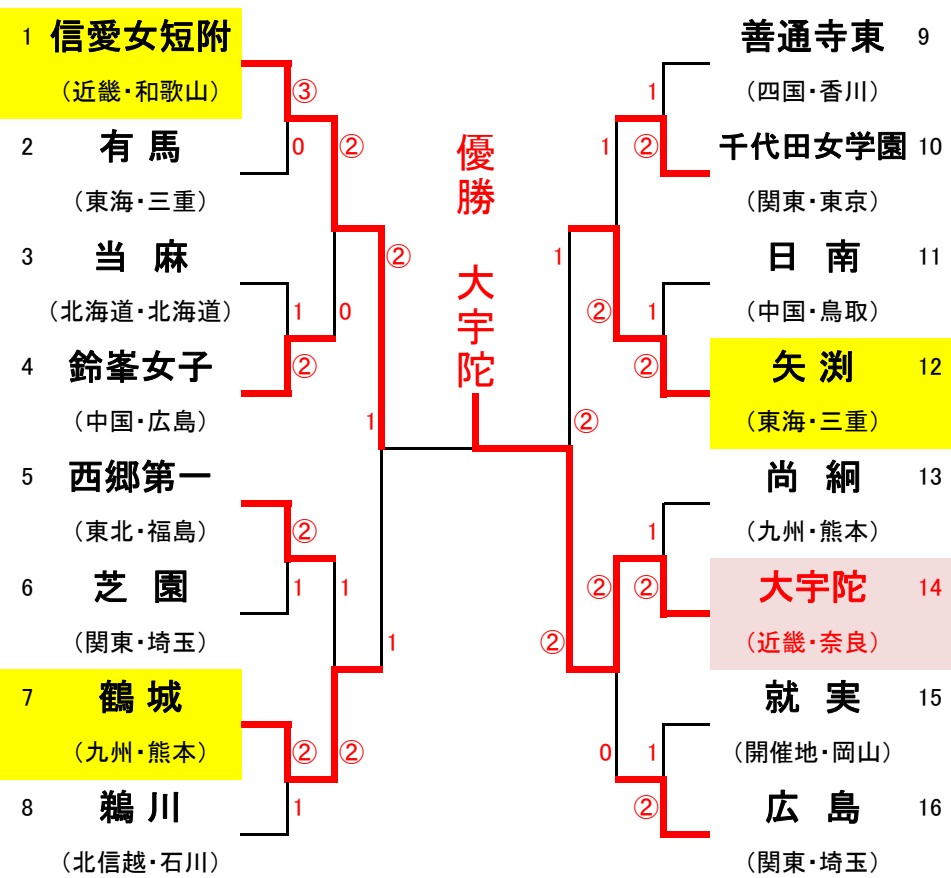 1 信愛女短附
(近畿・和歌山)
2 有 馬
(東海・三重)
3 当 麻
(北海道・北海道)
4 鈴峯女子
(中国・広島)
5 西郷第一
(東北・福島)
6 芝 園
(関東・埼玉)
7 鶴 城
(九州・熊本)
8 鵜 川
(北信越・石川)
③
0
②
1
②
0
②
②
1
1
②
1
②
1
1
優勝 大宇陀
1
②
1
1
②
②
1
②
1
②
②
②
1
②
0
②
善通寺東 9
(四国・香川)
千代田女学園 10
(関東・東京)
日 南 11
(中国・鳥取)
矢 渕 12
(東海・三重)
尚 絅 13
(九州・熊本)
大宇陀 14
(近畿・奈良)
就 実 15
(開催地・岡山)
広 島 16
(関東・埼玉)